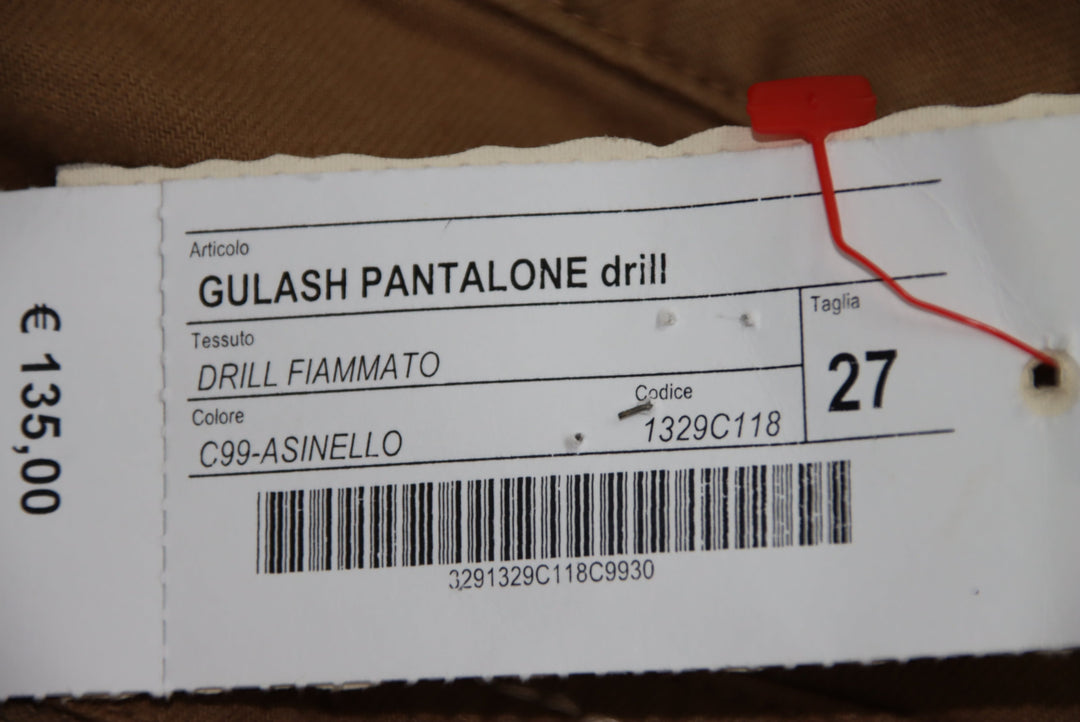 € 135,00
Articolo
GULASH PANTALONE drill
Tessuto
DRILL FIAMMATO
Taglia
27
Colore
C99-ASINELLO
Codice
1329C118
3291329C118C9930